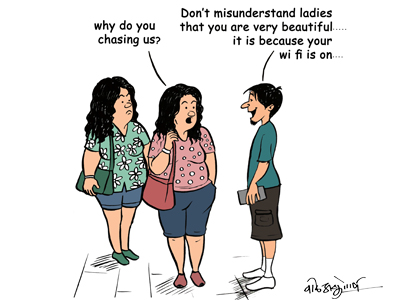 why do you
chasing us?
Don't misunderstand ladies
that you are very beautiful.....
it is because your
wi fi is on....